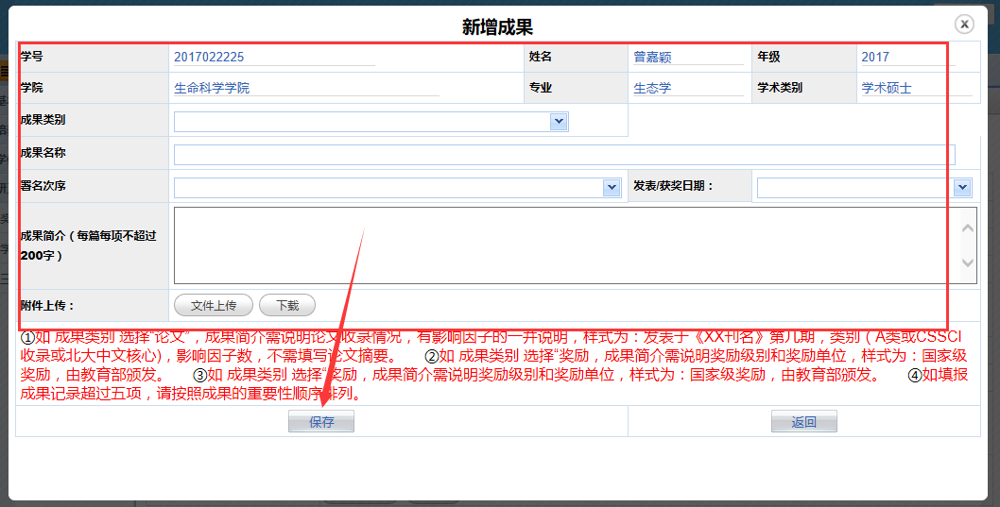 新增成果
学号 2017022225 姓名 曾嘉颖 年级 2017
学院 生命科学学院 专业 生态学 学术类别 学术硕士
成果类别
成果名称
署名次序 发表/获奖日期：
成果简介（每篇每项不超过
200字）
附件上传： 文件上传 下载
①如 成果类别 选择“论文”，成果简介需说明论文收录情况，有影响因子的一并说明，样式为：发表于《XX刊名》第几期，类别（A类或CSSCI
收录或北大中文核心)，影响因子数，不需填写论文摘要。 ②如 成果类别 选择“奖励，成果简介需说明奖励级别和奖励单位，样式为：国家级
奖励，由教育部颁发。 ③如 成果类别 选择“奖励，成果简介需说明奖励级别和奖励单位，样式为：国家级奖励，由教育部颁发。 ④如填报
成果记录超过五项，请按照成果的重要性顺序排列。
保存 返回